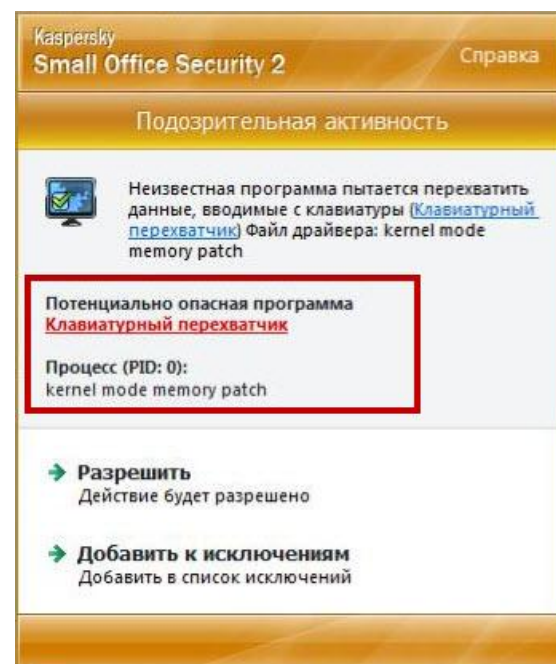 Kaspersky
Small Office Security 2
Справка
Подозрительная активность
Неизвестная программа пытается перехватить
данные, вводимые с клавиатуры (Клавиатурный
перехватчик) Файл драйвера: kernel mode
memory patch
Потенциально опасная программа
Клавиатурный перехватчик
Процесс (PID: 0):
kernel mode memory patch
Разрешить
Действие будет разрешено
Добавить к исключениям
Добавить в список исключений